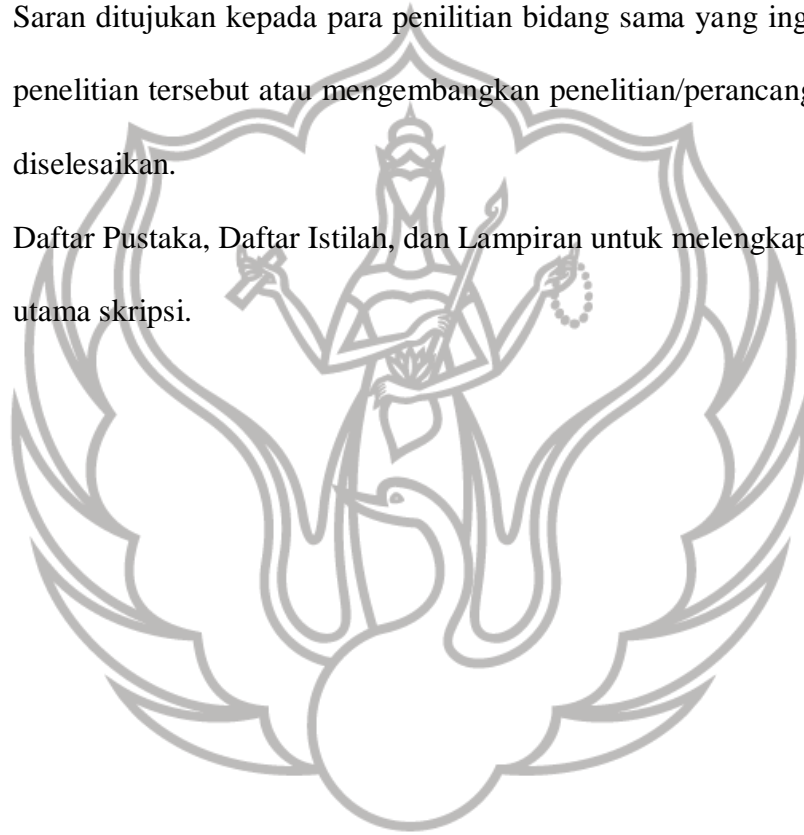 Saran ditujukan kepada para penilitian bidang sama yang ing
penelitian tersebut atau mengembangkan penelitian/perancang
diselesaikan.
Daftar Pustaka, Daftar Istilah, dan Lampiran untuk melengkap
utama skripsi.